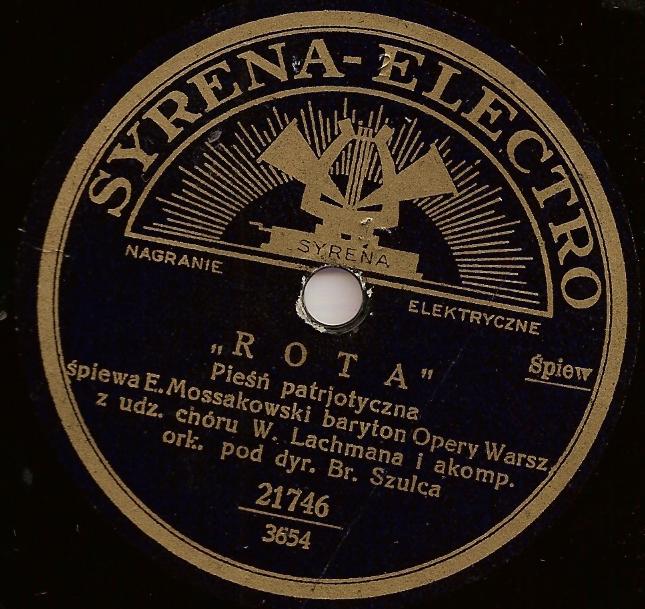 SYRENA-ELECTRO
SYRENA
NAGRANIE
ELEKTRYCZNE
„ROTA"
Śpiew
Pieśń patrjotyczna
śpiewa E. Mossakowski baryton Opery Warsz.
z udz. chóru W. Lachmana i akomp.
ork. pod dyr. Br. Szulca
21746
3654